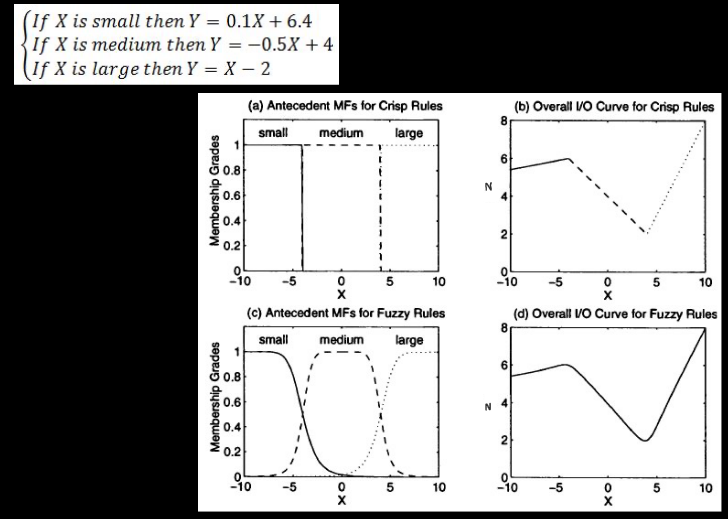 If X is small then Y = 0.1X + 6.4
If X is medium then Y = −0.5X + 4
If X is large then Y = X − 2
(a) Antecedent MFs for Crisp Rules
small medium large
Membership Grades
1
0.8
0.6
0.4
0.2
0
-10 -5 0 5 10
X
(b) Overall I/O Curve for Crisp Rules
8
6
N
4
2
0
-10 -5 0 5 10
X
(c) Antecedent MFs for Fuzzy Rules
small medium large
Membership Grades
1
0.8
0.6
0.4
0.2
0
-10 -5 0 5 10
X
(d) Overall I/O Curve for Fuzzy Rules
8
6
N
4
2
0
-10 -5 0 5 10
X